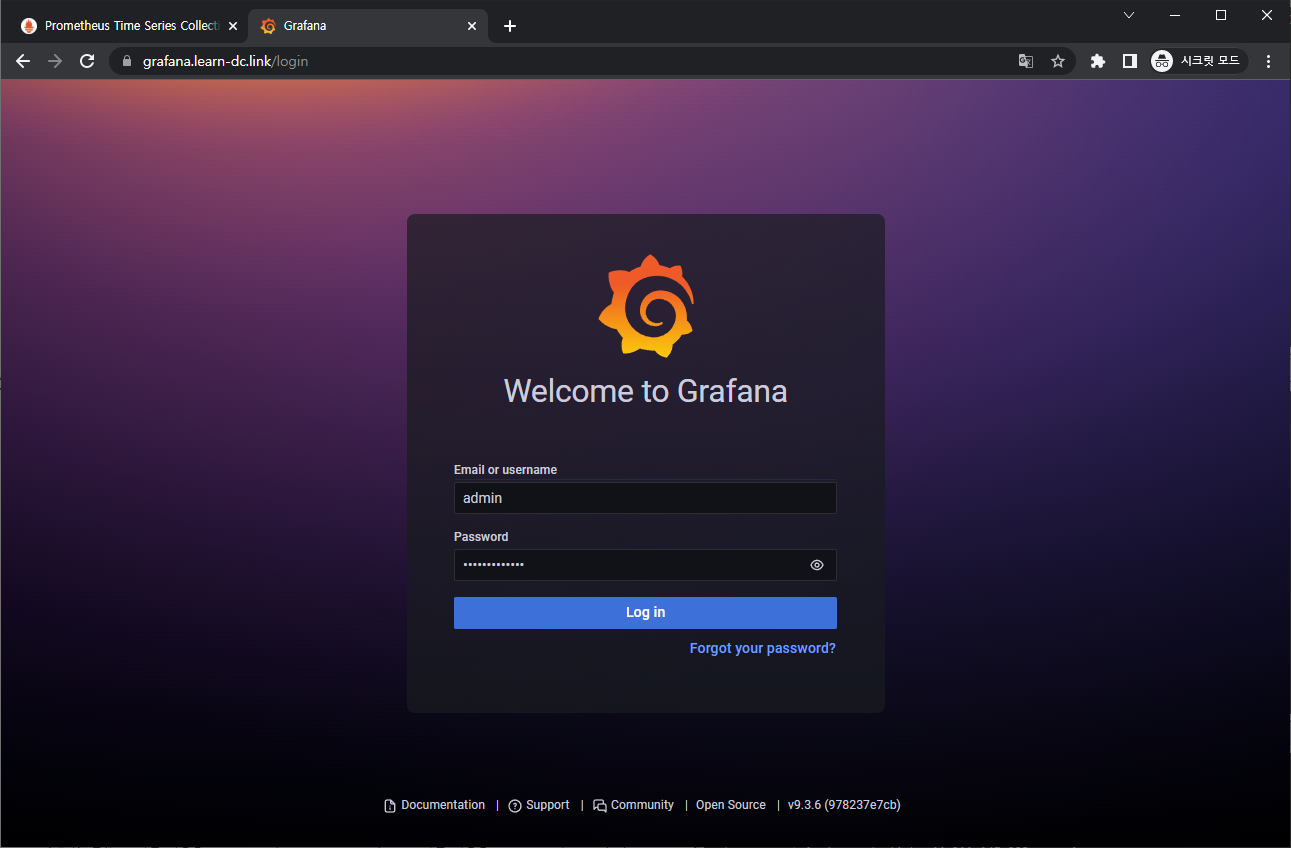 Prometheus Time Series Collecti
Grafana
grafana.learn-dc.link/login
시크릿 모드
Welcome to Grafana
Email or username
admin
Password
•••••••••••••
Log in
Forgot your password?
Documentation | Support | Community | Open Source | v9.3.6 (978237e7cb)